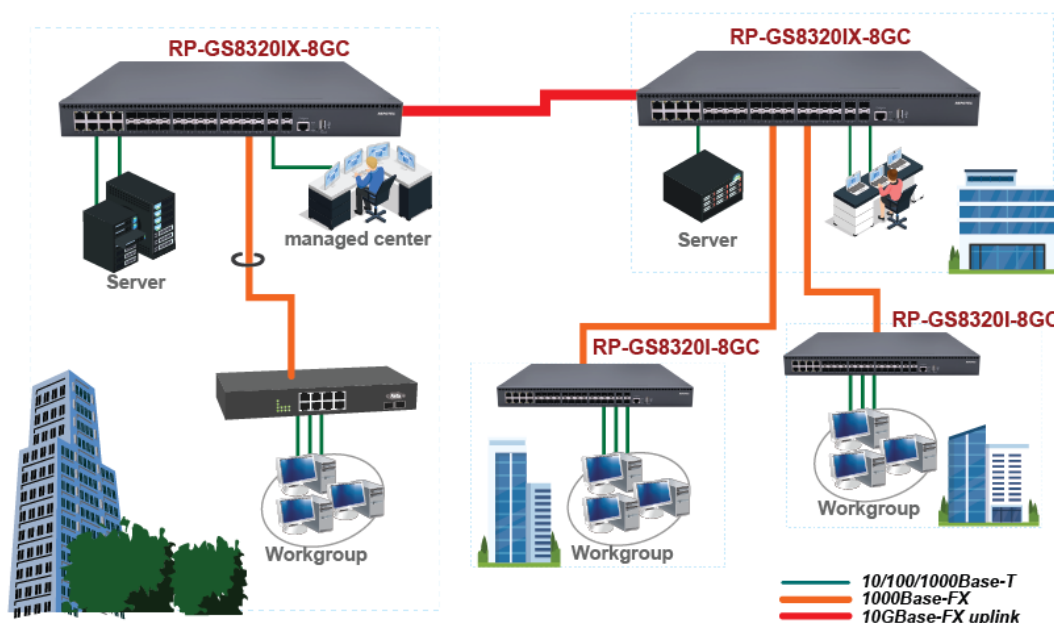 RP-GS8320IX-8GC
RP-GS8320IX-8GC
managed center
Server
Server
RP-GS8320I-8GC
RP-GS8320I-8GC
Workgroup
Workgroup
Workgroup
10/100/1000Base-T
1000Base-FX
10GBase-FX uplink